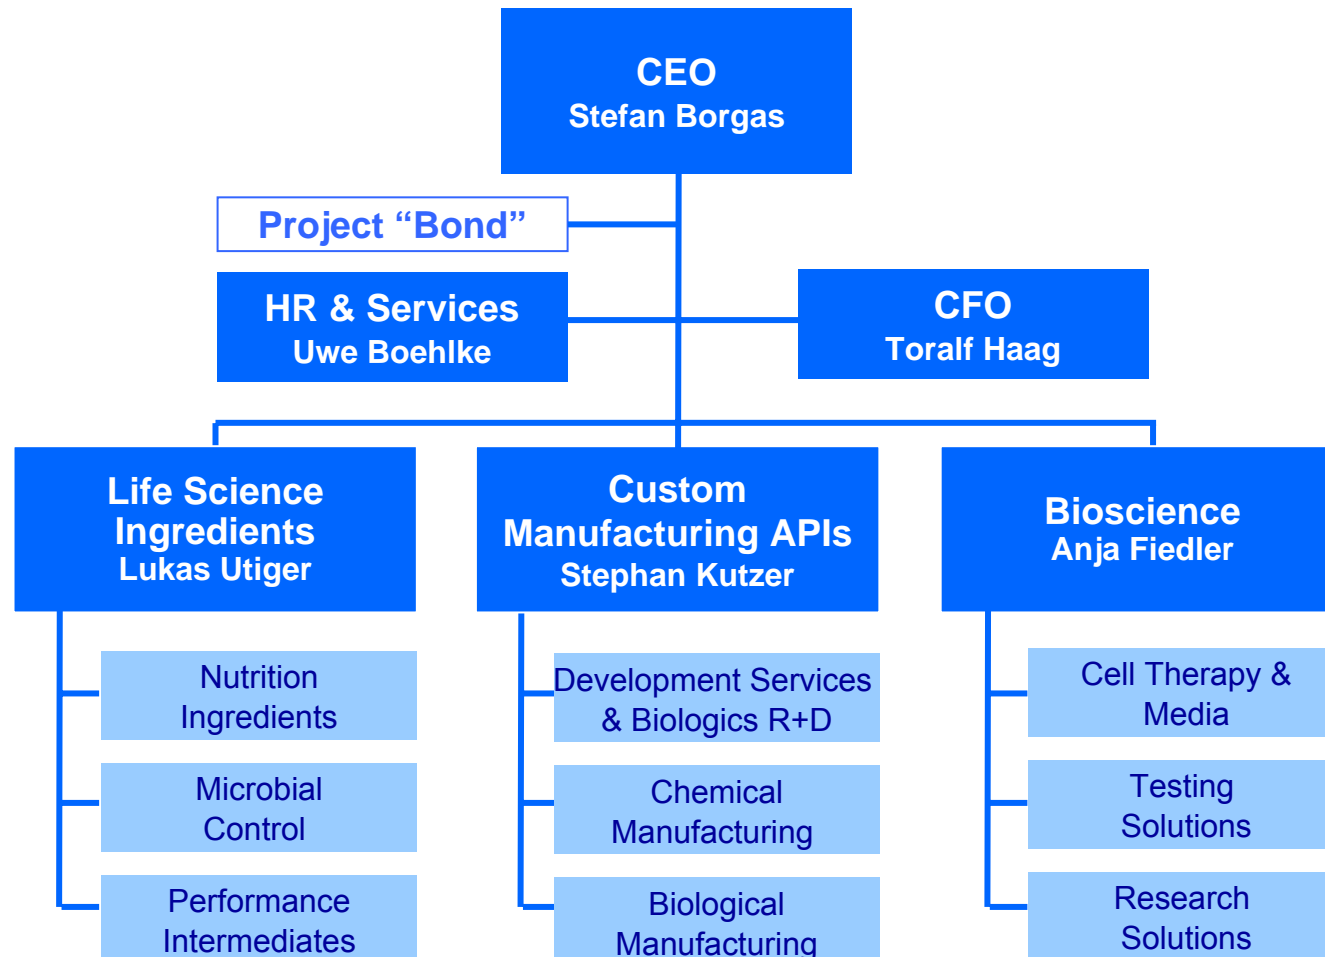 CEO
Stefan Borgas
Project “Bond”
HR & Services
Uwe Boehlke
CFO
Toralf Haag
Life Science
Ingredients
Lukas Utiger
Custom
Manufacturing APIs
Stephan Kutzer
Bioscience
Anja Fiedler
Nutrition
Ingredients
Microbial
Control
Performance
Intermediates
Development Services
& Biologics R+D
Chemical
Manufacturing
Biological
Manufacturing
Cell Therapy &
Media
Testing
Solutions
Research
Solutions